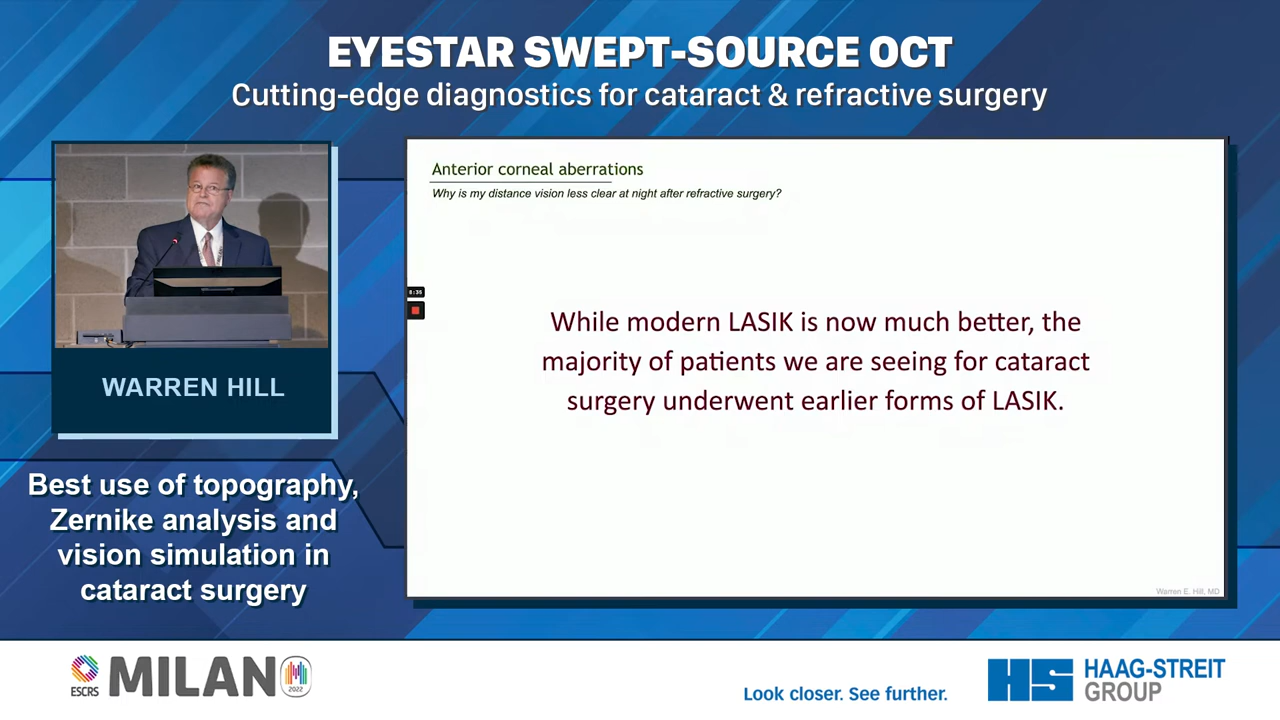 EYESTAR SWEPT-SOURCE OCT
Cutting-edge diagnostics for cataract & refractive surgery
WARREN HILL
Best use of topography,
Zernike analysis and
vision simulation in
cataract surgery
Anterior corneal aberrations
Why is my distance vision less clear at night after refractive surgery?
8:36
While modern LASIK is now much better, the
majority of patients we are seeing for cataract
surgery underwent earlier forms of LASIK.
Warren E. Hill, MD
ESCRS
MILANO
2022
Look closer. See further.
HS
HAAG-STREIT
GROUP